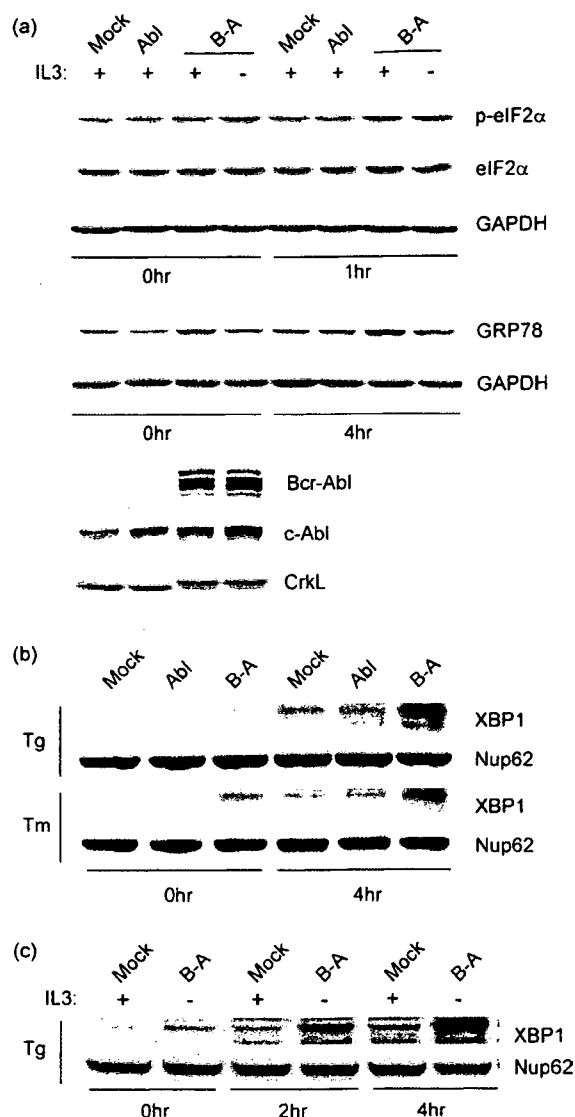 (a)
Mock Abl B-A Mock Abl B-A
IL3: + + + - + + + -
p-eIF2α
eIF2α
GAPDH
0hr 1hr
GRP78
GAPDH
0hr 4hr
Bcr-Abl
c-Abl
CrkL
(b)
Mock Abl B-A Mock Abl B-A
Tg XBP1
Nup62
Tm XBP1
Nup62
0hr 4hr
(c)
Mock B-A Mock B-A Mock B-A
IL3: + - + - + -
Tg XBP1
Nup62
0hr 2hr 4hr